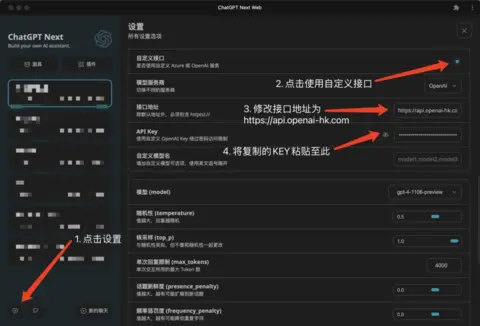 ChatGPT Next Web
ChatGPT Next
Build your own AI assistant.
面具
插件
1. 点击设置
新的聊天
设置
所有设置选项
自定义接口
是否使用自定义 Azure 或 OpenAI 服务
2. 点击使用自定义接口
模型服务商
切换不同的服务商
OpenAI
接口地址
除默认地址外，必须包含 http(s)://
3. 修改接口地址为
https://api.openai-hk.com
https://api.openai-hk.co
API Key
使用自定义 OpenAI Key 绕过密码访问限制
4. 将复制的KEY粘贴至此
自定义模型名
增加自定义模型可选项，使用英文逗号隔开
model1,model2,model3
模型 (model)
gpt-4-1106-preview
随机性 (temperature)
值越大，回复越随机
0.5
核采样 (top_p)
与随机性类似，但不要和随机性一起更改
1.0
单次回复限制 (max_tokens)
单次交互所用的最大 Token 数
4000
话题新鲜度 (presence_penalty)
值越大，越有可能扩展到新话题
0.0
频率惩罚度 (frequency_penalty)
值越大，越有可能降低重复字词
0.0